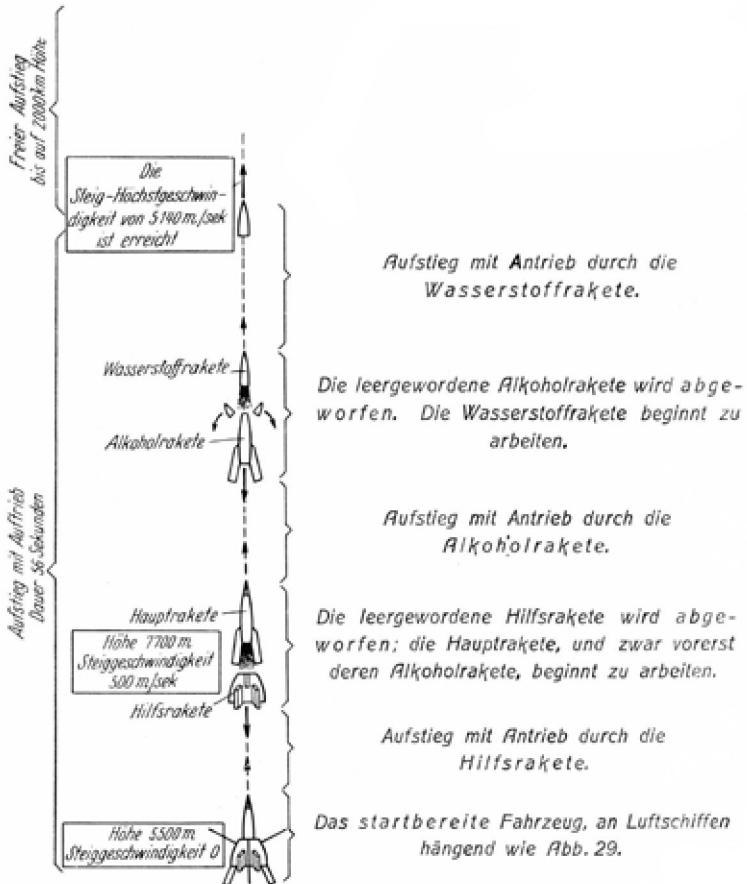 Freier Aufstieg
bis auf 2000 km Höhe
Die
Steig-Höchstgeschwin-
digkeit von 5140 m/sek
ist erreicht
Aufstieg mit Antrieb durch die
Wasserstoffrakete.
Wasserstoffrakete
Alkoholrakete
Die leergewordene Alkoholrakete wird abge-
worfen. Die Wasserstoffrakete beginnt zu
arbeiten.
Aufstieg mit Auftrieb
Dauer 56 Sekunden
Aufstieg mit Antrieb durch die
Alkoholrakete.
Hauptrakete
Höhe 7700 m.
Steiggeschwindigkeit
500 m/sek
Hilfsrakete
Die leergewordene Hilfsrakete wird abge-
worfen; die Hauptrakete, und zwar vorerst
deren Alkoholrakete, beginnt zu arbeiten.
Aufstieg mit Antrieb durch die
Hilfsrakete.
Höhe 5500 m.
Steiggeschwindigkeit 0
Das startbereite Fahrzeug, an Luftschiffen
hängend wie Abb. 29.